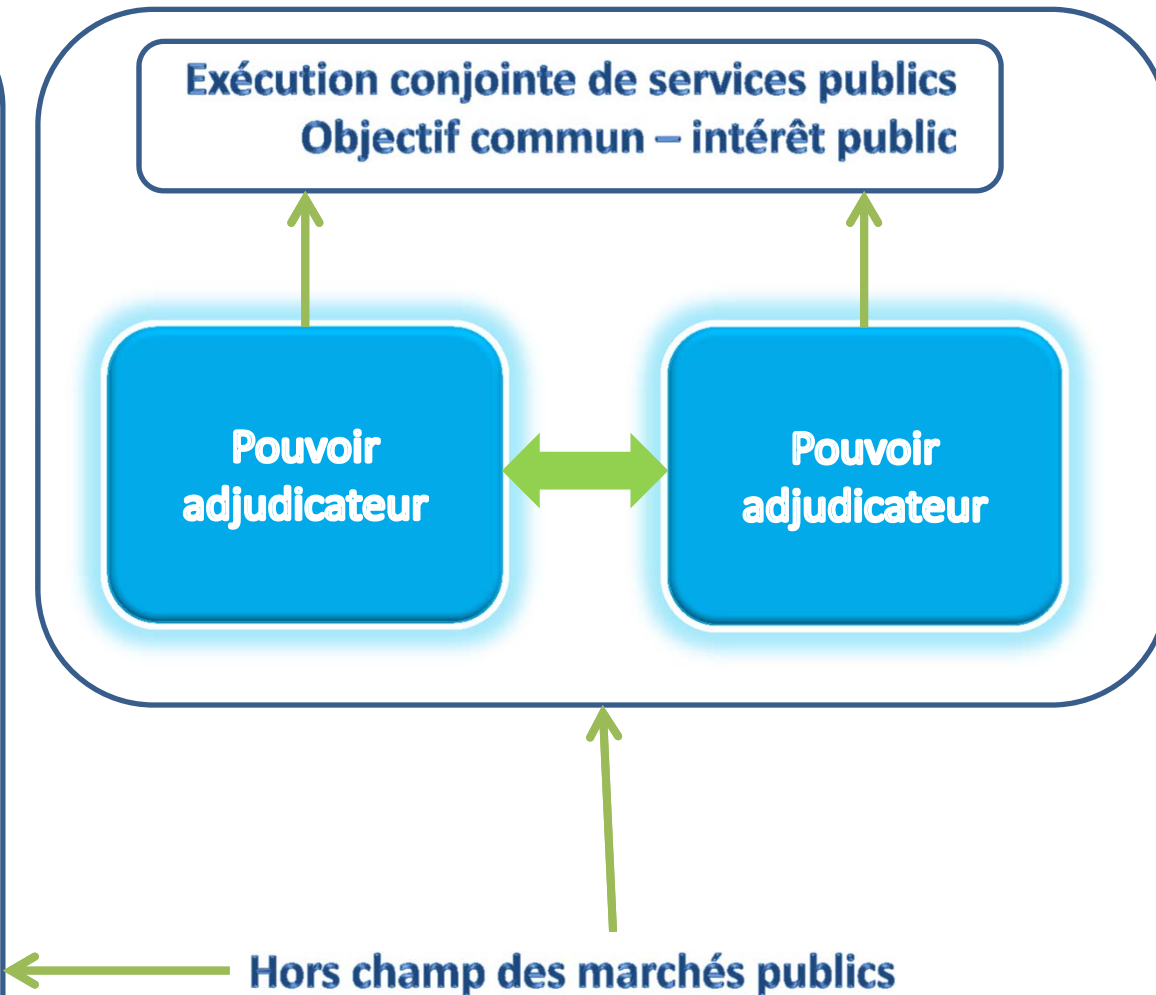 Exécution conjointe de services publics
Objectif commun – intérêt public
Pouvoir
adjudicateur
Pouvoir
adjudicateur
Hors champ des marchés publics